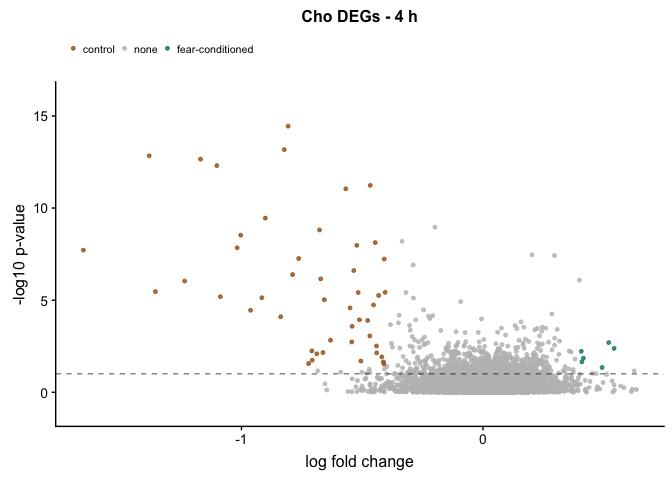 Cho DEGs - 4 h
control none fear-conditioned
15
10
5
0
-log10 p-value
-1 0
log fold change